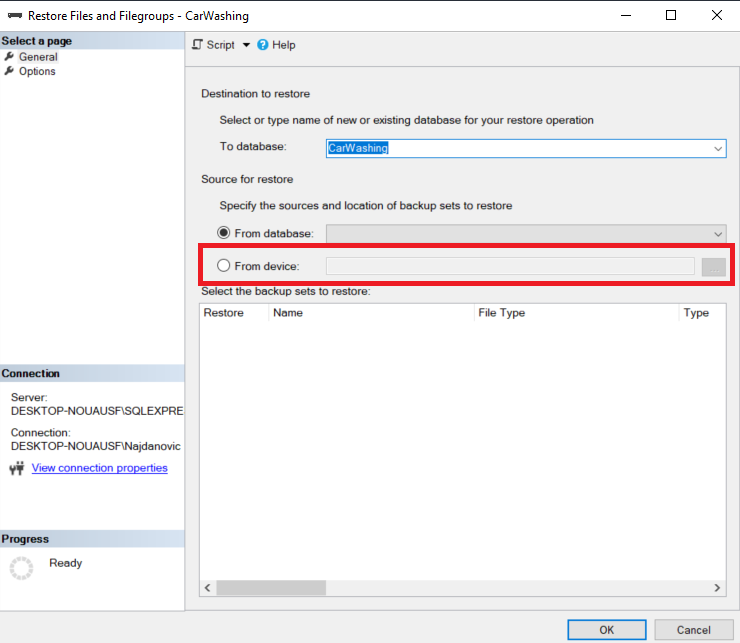 Restore Files and Filegroups - CarWashing
Select a page
General
Options
Script
Help
Destination to restore
Select or type name of new or existing database for your restore operation
To database:
CarWashing
Source for restore
Specify the sources and location of backup sets to restore
From database:
From device:
...
Select the backup sets to restore:
Restore Name File Type Type
Connection
Server:
DESKTOP-NOUAUSF\SQLEXPRE
Connection:
DESKTOP-NOUAUSF\Najdanovic
View connection properties
Progress
Ready
OK
Cancel